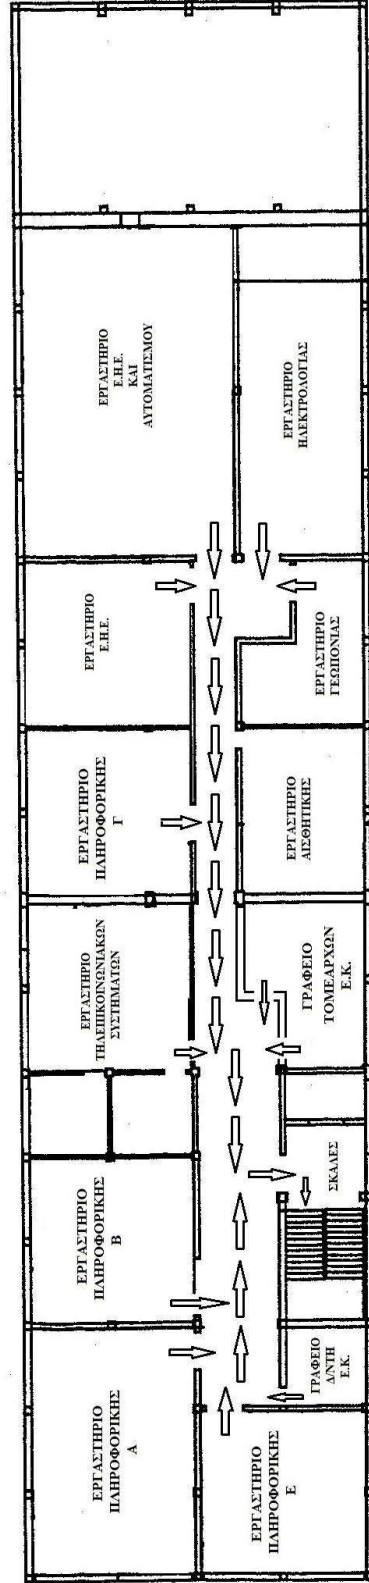 ΕΡΓΑΣΤΗΡΙΟ
ΠΛΗΡΟΦΟΡΙΚΗΣ
Α
ΕΡΓΑΣΤΗΡΙΟ
ΠΛΗΡΟΦΟΡΙΚΗΣ
Β
ΕΡΓΑΣΤΗΡΙΟ
ΤΗΛΕΠΙΚΟΙΝΩΝΙΑΚΩΝ
ΣΥΣΤΗΜΑΤΩΝ
ΕΡΓΑΣΤΗΡΙΟ
ΠΛΗΡΟΦΟΡΙΚΗΣ
Γ
ΕΡΓΑΣΤΗΡΙΟ
Ε.Η.Ε.
ΕΡΓΑΣΤΗΡΙΟ
Ε.Η.Ε.
ΚΑΙ
ΑΥΤΟΜΑΤΙΣΜΟΥ
ΕΡΓΑΣΤΗΡΙΟ
ΠΛΗΡΟΦΟΡΙΚΗΣ
Ε
ΓΡΑΦΕΙΟ
Δ/ΝΤΗ
Ε.Κ.
ΣΚΑΛΕΣ
ΓΡΑΦΕΙΟ
ΤΟΜΕΑΡΧΩΝ
Ε.Κ.
ΕΡΓΑΣΤΗΡΙΟ
ΑΙΣΘΗΤΙΚΗΣ
ΕΡΓΑΣΤΗΡΙΟ
ΓΕΩΠΟΝΙΑΣ
ΕΡΓΑΣΤΗΡΙΟ
ΗΛΕΚΤΡΟΛΟΓΙΑΣ